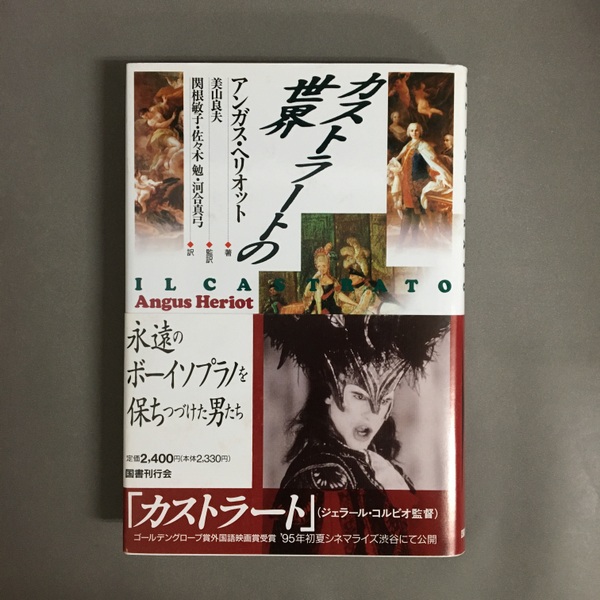 カストラートの
世界
アンガス・ヘリオット 著
美山良夫 監訳
関根敏子・佐々木 勉・河合真弓 訳
IL CASTRATO
Angus Heriot
永遠の
ボーイソプラノを
保ちつづけた男たち
定価2,400円(本体2,330円)
国書刊行会
「カストラート」(ジェラール・コルビオ監督)
ゴールデングローブ賞外国語映画賞受賞 '95年初夏シネマライズ渋谷にて公開